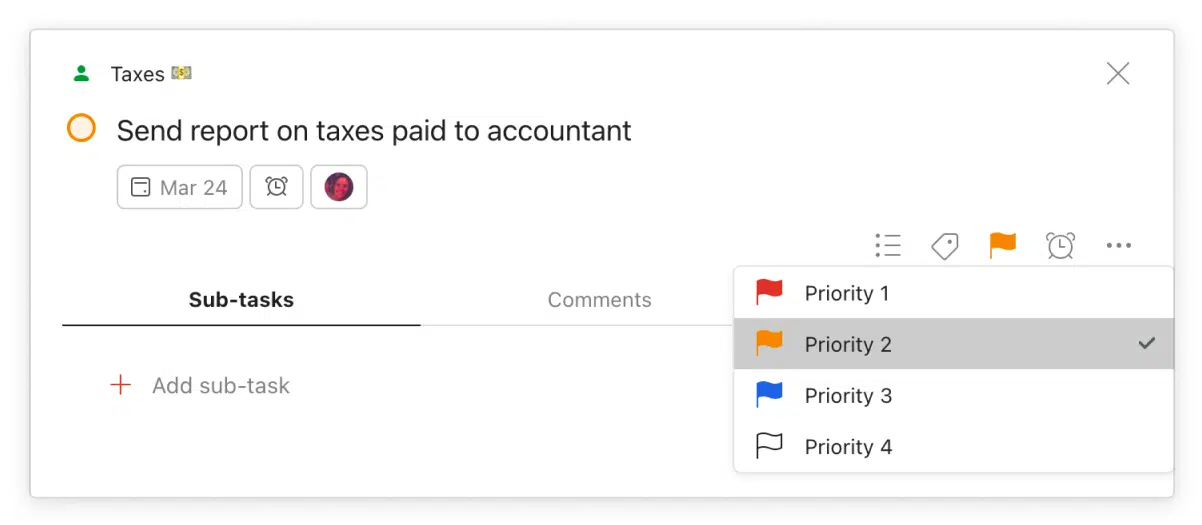 Taxes 💵
Send report on taxes paid to accountant
Mar 24
Sub-tasks
Comments
Add sub-task
Priority 1
Priority 2
Priority 3
Priority 4